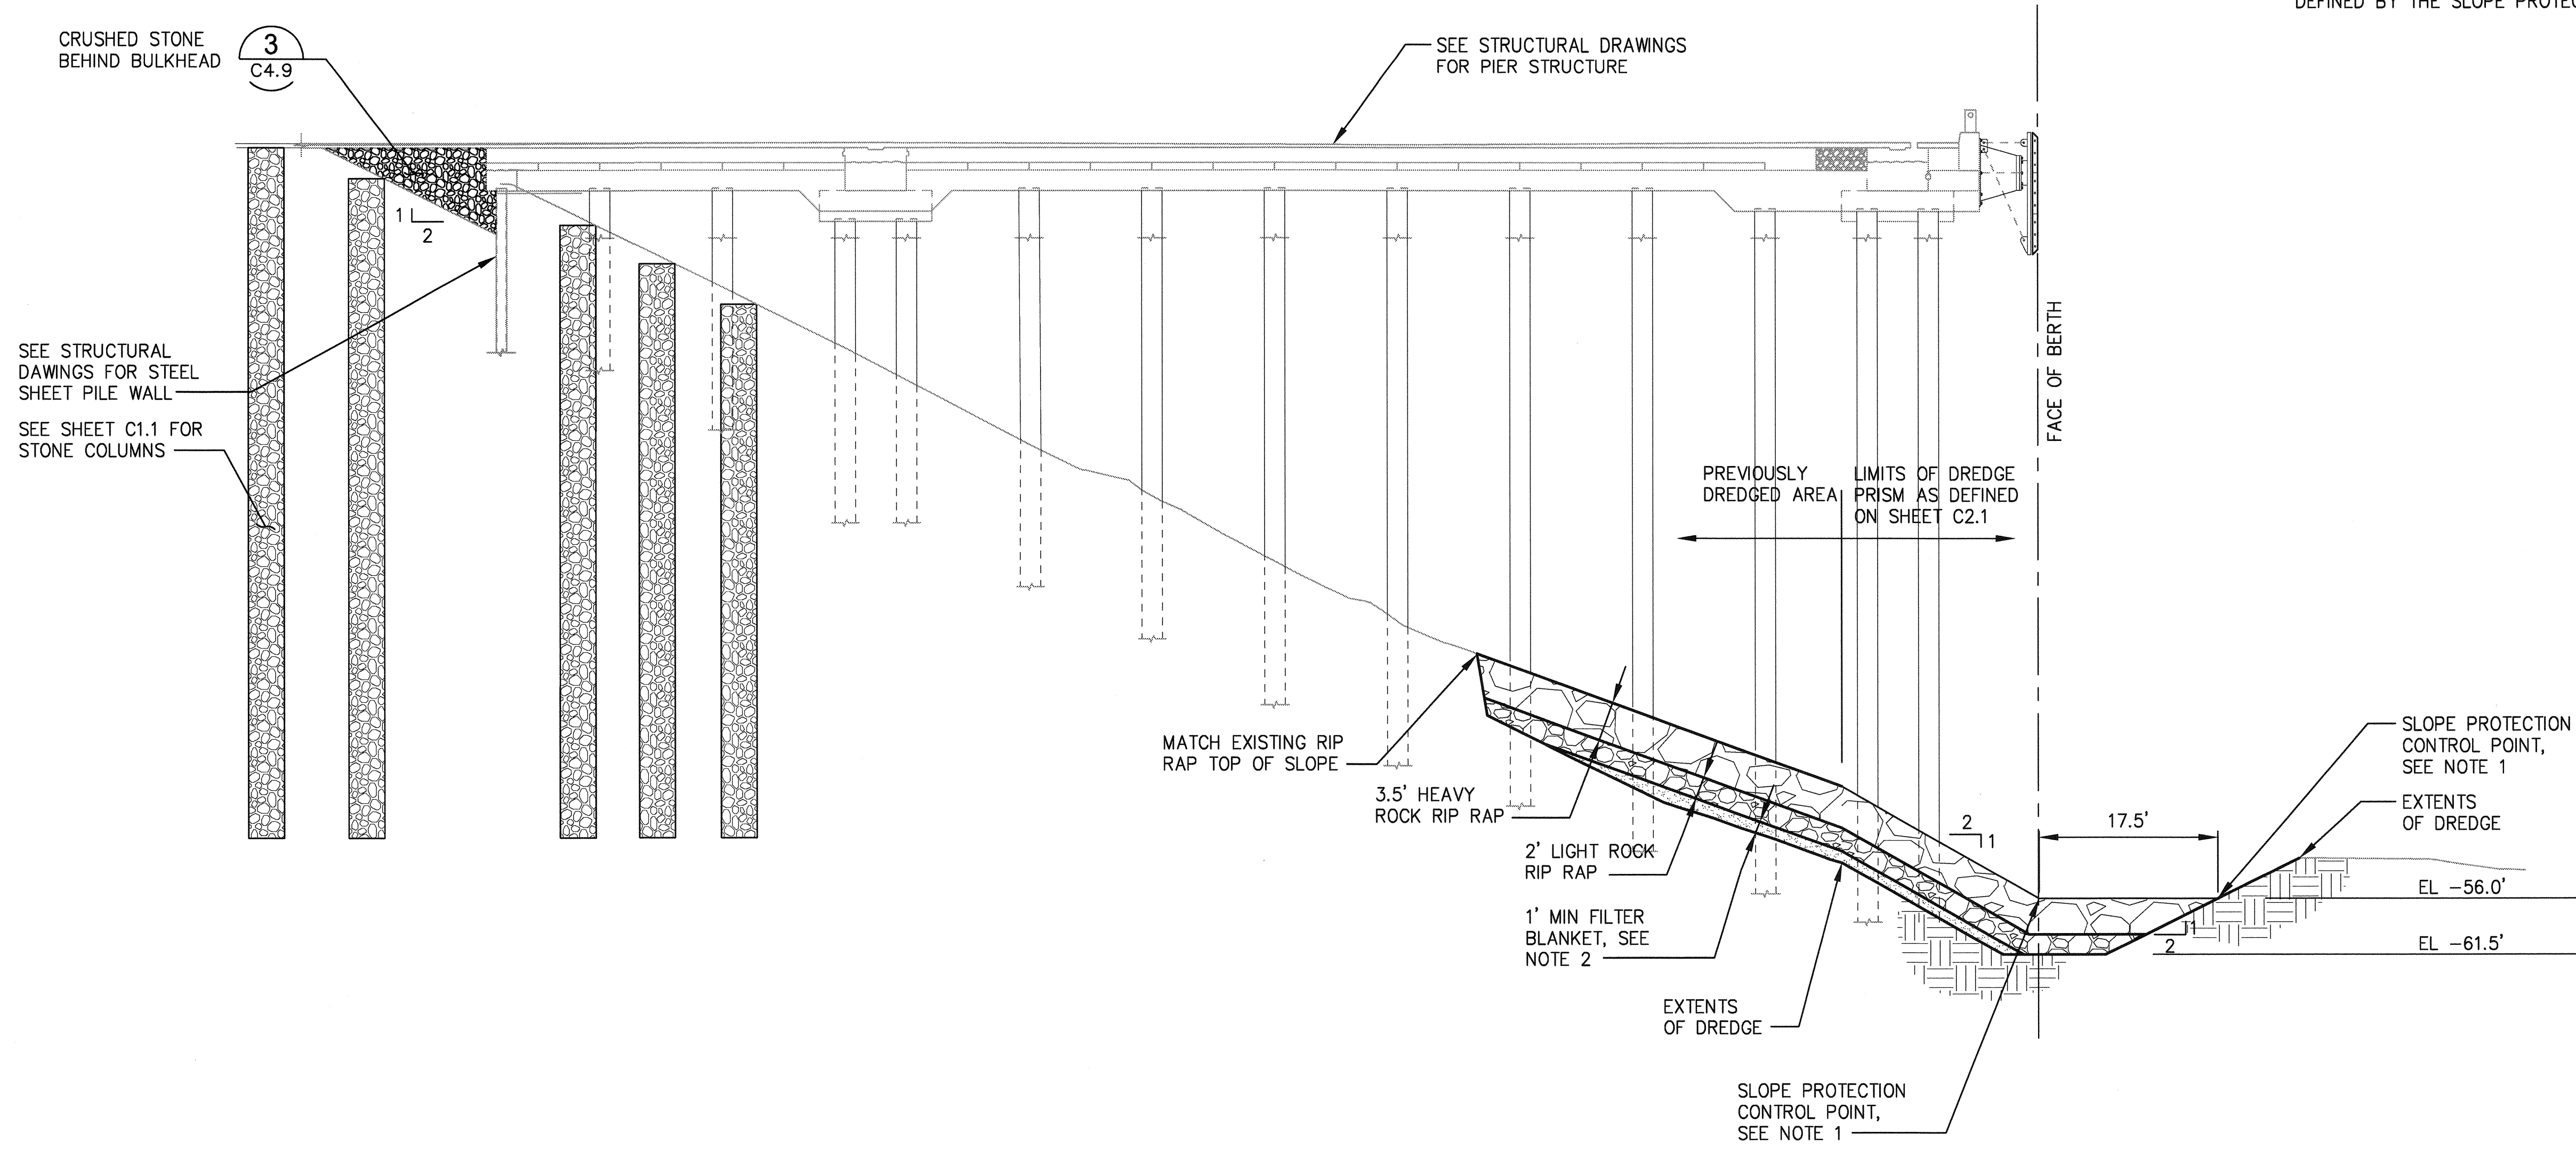 DEFINED BY THE SLOPE PROTEC
CRUSHED STONE
BEHIND BULKHEAD
3
C4.9
SEE STRUCTURAL DRAWINGS
FOR PIER STRUCTURE
1
2
FACE OF BERTH
SEE STRUCTURAL
DAWINGS FOR STEEL
SHEET PILE WALL
SEE SHEET C1.1 FOR
STONE COLUMNS
PREVIOUSLY
DREDGED AREA
LIMITS OF DREDGE
PRISM AS DEFINED
ON SHEET C2.1
MATCH EXISTING RIP
RAP TOP OF SLOPE
3.5' HEAVY
ROCK RIP RAP
2' LIGHT ROCK
RIP RAP
1' MIN FILTER
BLANKET, SEE
NOTE 2
EXTENTS
OF DREDGE
2
1
17.5'
SLOPE PROTECTION
CONTROL POINT,
SEE NOTE 1
EXTENTS
OF DREDGE
EL −56.0'
1
2
EL −61.5'
SLOPE PROTECTION
CONTROL POINT,
SEE NOTE 1